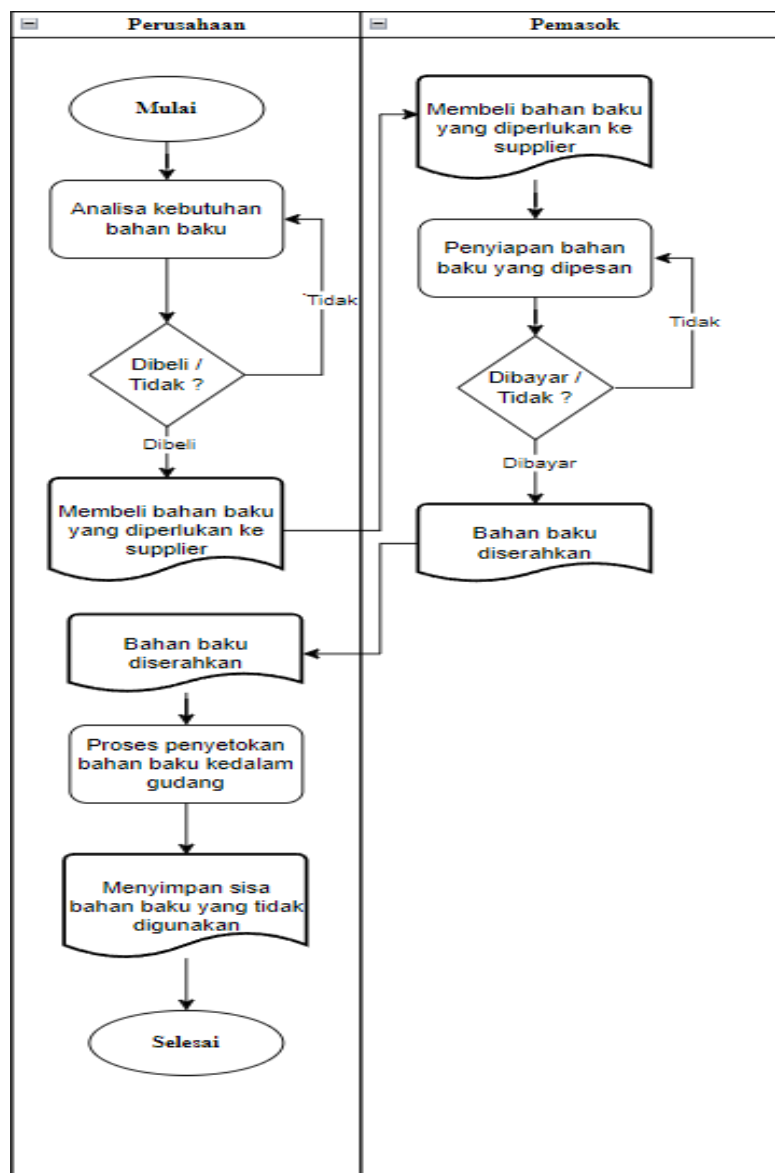 Perusahaan
Pemasok
Mulai
Analisa kebutuhan
bahan baku
Tidak
Dibeli /
Tidak ?
Dibeli
Membeli bahan baku
yang diperlukan ke
supplier
Membeli bahan baku
yang diperlukan ke
supplier
Penyiapan bahan
baku yang dipesan
Tidak
Dibayar /
Tidak ?
Dibayar
Bahan baku
diserahkan
Bahan baku
diserahkan
Proses penyetokan
bahan baku kedalam
gudang
Menyimpan sisa
bahan baku yang tidak
digunakan
Selesai